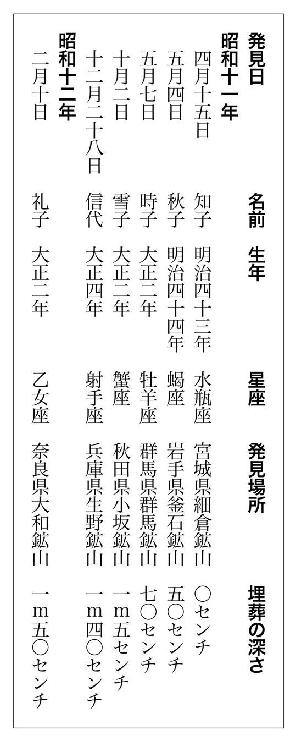 発見日　名前　生年　星座　発見場所　埋葬の深さ
昭和十一年
四月十五日　知子　明治四十三年　水瓶座　宮城県細倉鉱山　〇センチ
五月四日　秋子　明治四十四年　蠍座　岩手県釜石鉱山　五〇センチ
五月七日　時子　大正二年　牡羊座　群馬県群馬鉱山　七〇センチ
十月二日　雪子　大正二年　蟹座　秋田県小坂鉱山　一m五センチ
十二月二十八日　信代　大正四年　射手座　兵庫県生野鉱山　一m四〇センチ
昭和十二年
二月十日　礼子　大正二年　乙女座　奈良県大和鉱山　一m五〇センチ